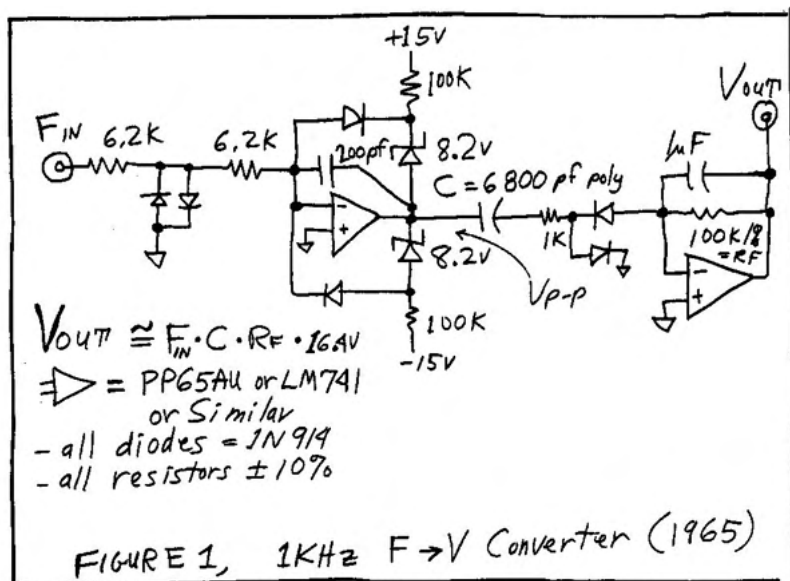 +15v
100K
VOUT
FIN
6.2K
6.2K
200pf
8.2v
1µF
C = 6800 pf poly
1K
100K 1%
= RF
8.2v
Vp-p
100K
-15v
VOUT ≅ FIN · C · RF · 16.4V
= PP65AU or LM741
or Similar
- all diodes = 1N914
- all resistors ± 10%
FIGURE 1, 1KHz F → V Converter (1965)